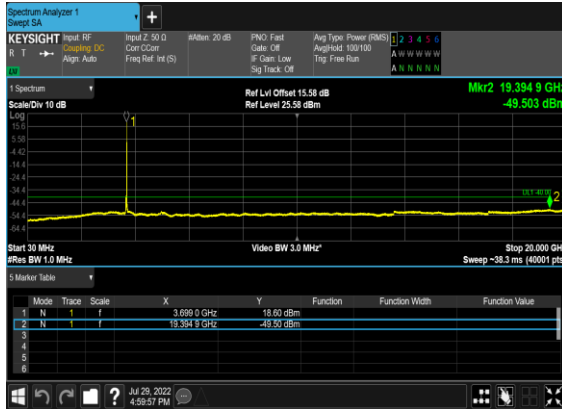 Spectrum Analyzer 1
Swept SA
+
KEYSIGHT
R T
LU
Input: RF
Coupling: DC
Align: Auto
Input Z: 50 Ω
Corr CCorr
Freq Ref: Int (S)
#Atten: 20 dB
PNO: Fast
Gate: Off
IF Gain: Low
Sig Track: Off
Avg Type: Power (RMS)
Avg|Hold: 100/100
Trig: Free Run
1 2 3 4 5 6
A W W W W W
A N N N N N
1 Spectrum
Scale/Div 10 dB
Log
Ref Lvl Offset 15.58 dB
Ref Level 25.58 dBm
Mkr2 19.394 9 GHz
-49.503 dBm
15.6
5.58
-4.42
-14.4
-24.4
-34.4
-44.4
-54.4
-64.4
1
2
Start 30 MHz
#Res BW 1.0 MHz
Video BW 3.0 MHz*
Stop 20.000 GH
Sweep ~38.3 ms (40001 pts
5 Marker Table
Mode Trace Scale X Y Function Function Width Function Value
1 N 1 f 3.699 0 GHz 18.60 dBm
2 N 1 f 19.394 9 GHz -49.50 dBm
3
4
5
6
?
Jul 29, 2022
4:59:57 PM